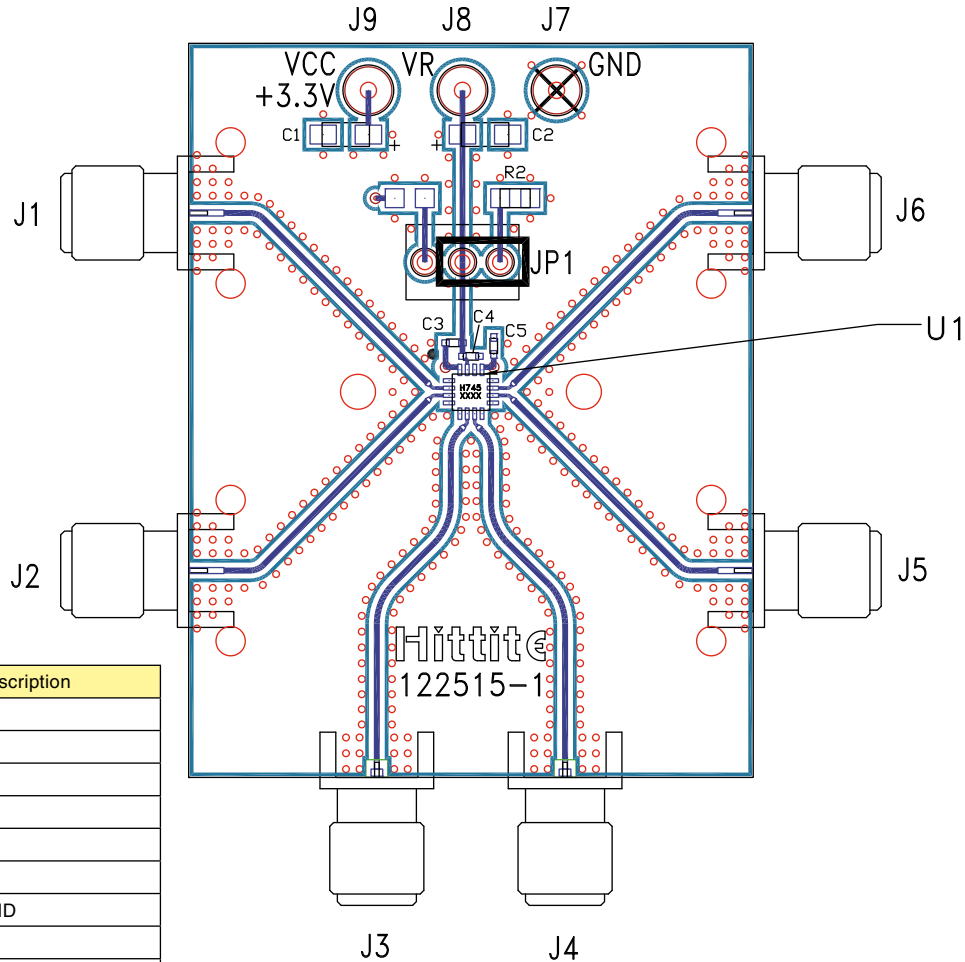 J9 J8 J7
VCC VR GND
+3.3V
C1 + + C2
J1 R2 J6
JP1
C3 C4 C5
U1
H745
XXXX
J2 J5
Hittite
122515-1
scription
ID
J3 J4